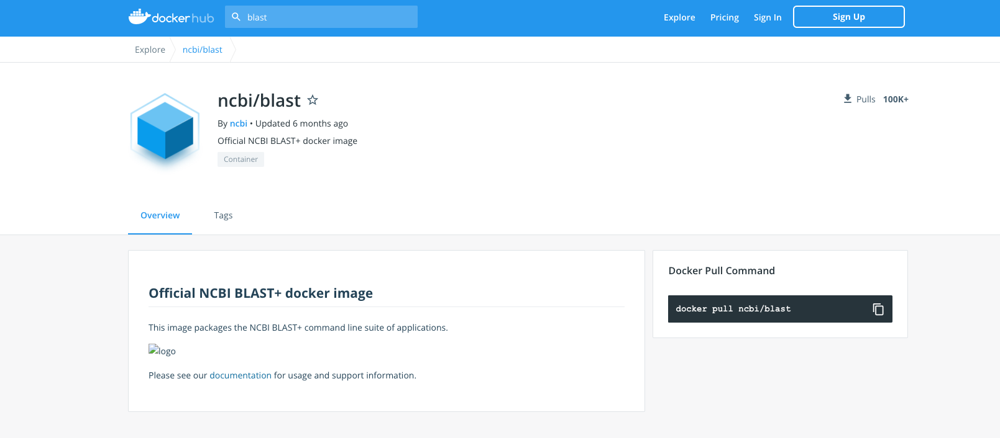 dockerhub
blast
Explore
Pricing
Sign In
Sign Up
Explore
ncbi/blast
ncbi/blast
Pulls 100K+
By ncbi • Updated 6 months ago
Official NCBI BLAST+ docker image
Container
Overview
Tags
Official NCBI BLAST+ docker image
This image packages the NCBI BLAST+ command line suite of applications.
logo
Please see our documentation for usage and support information.
Docker Pull Command
docker pull ncbi/blast